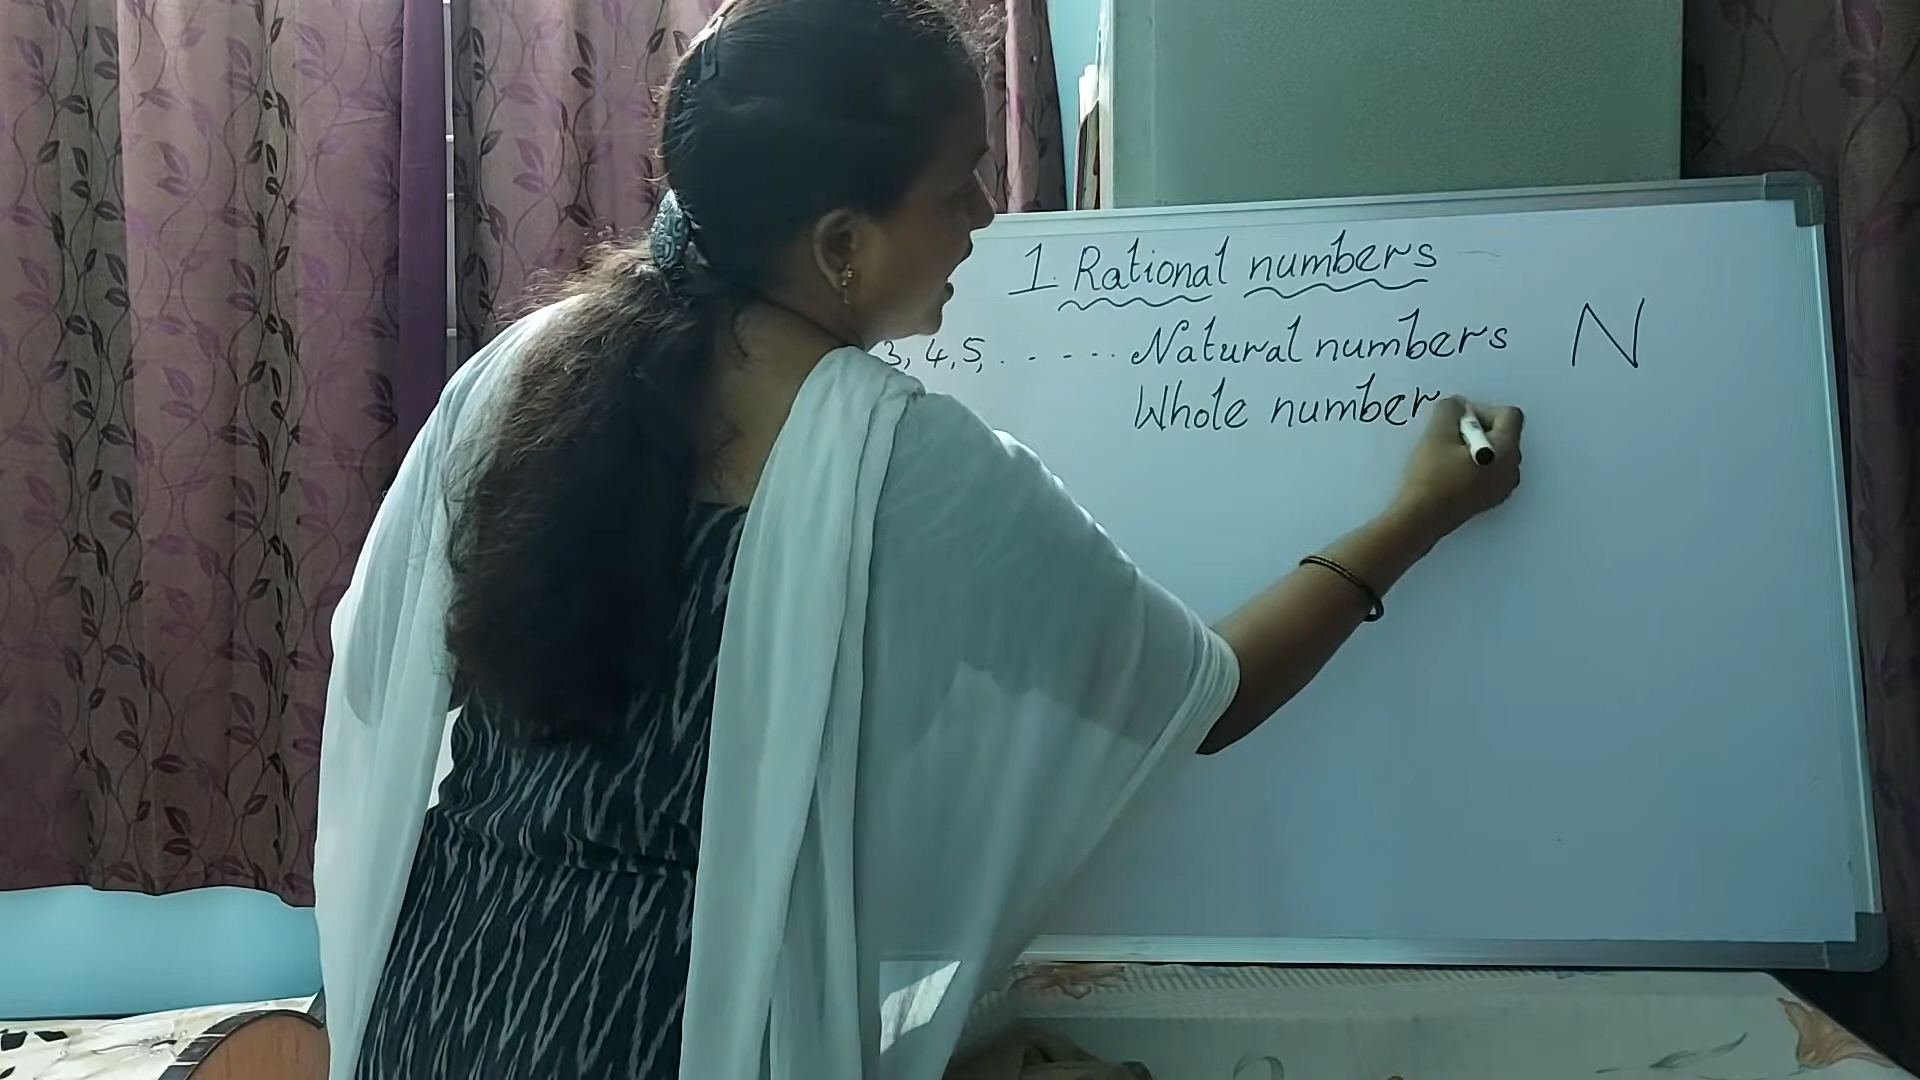 1. Rational numbers
3, 4, 5, . . . . . Natural numbers N
Whole number